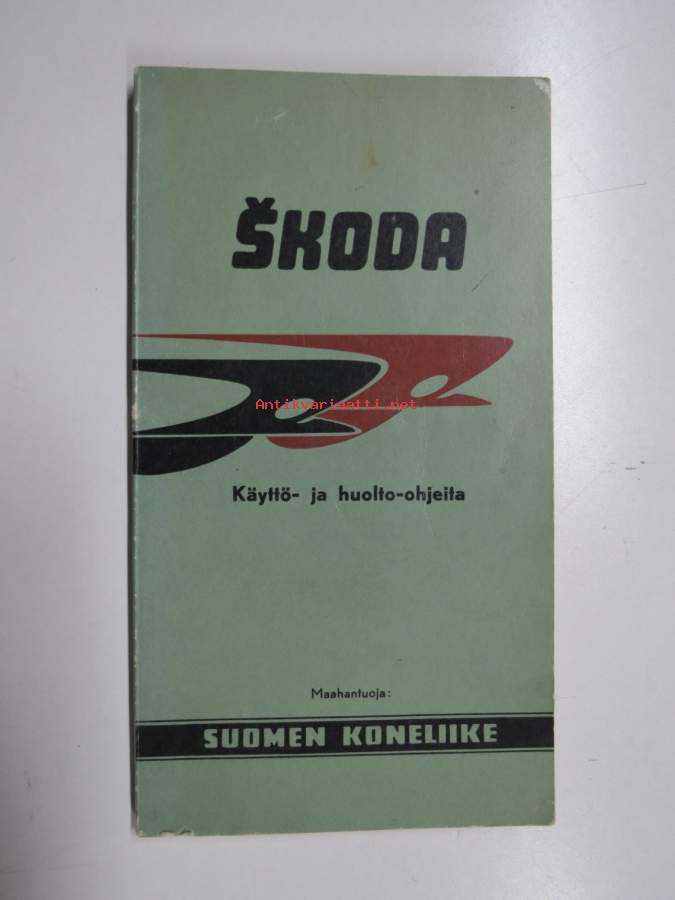 ŠKODA
Antikvariaatti.net
Käyttö- ja huolto-ohjeita
Maahantuoja:
SUOMEN KONELIIKE